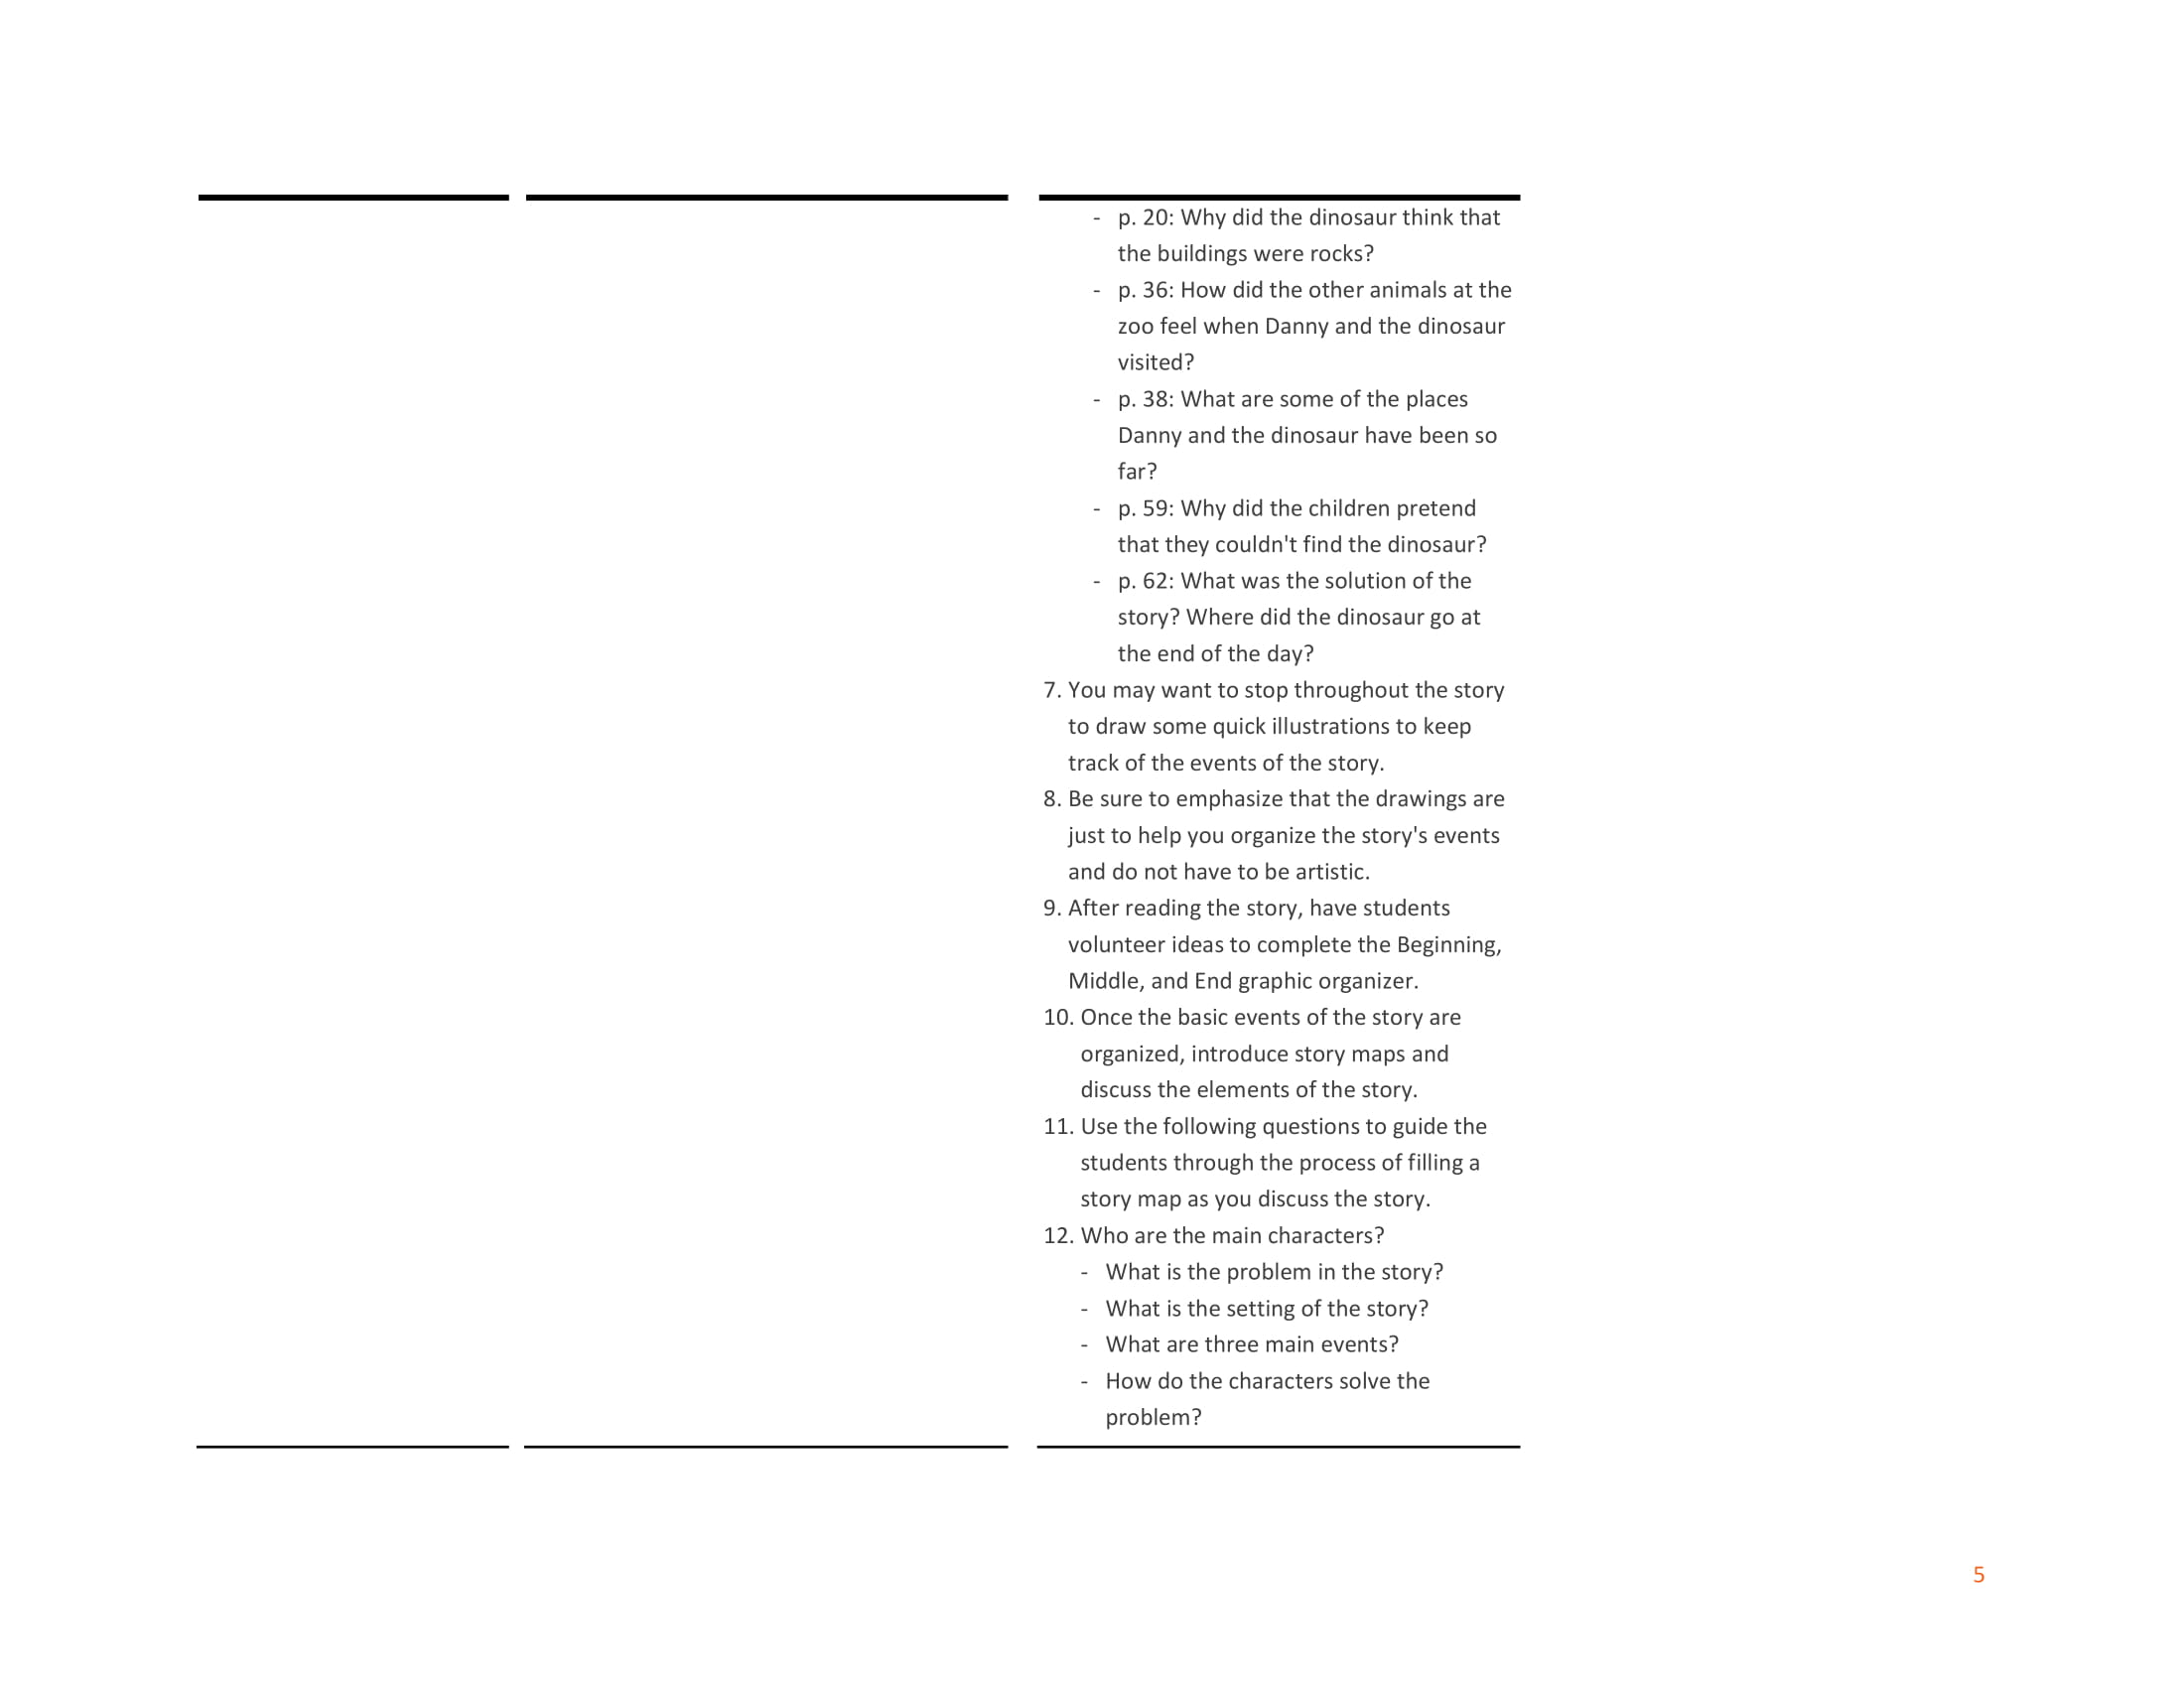 - p. 20: Why did the dinosaur think that
the buildings were rocks?
- p. 36: How did the other animals at the
zoo feel when Danny and the dinosaur
visited?
- p. 38: What are some of the places
Danny and the dinosaur have been so
far?
- p. 59: Why did the children pretend
that they couldn't find the dinosaur?
- p. 62: What was the solution of the
story? Where did the dinosaur go at
the end of the day?
7. You may want to stop throughout the story
to draw some quick illustrations to keep
track of the events of the story.
8. Be sure to emphasize that the drawings are
just to help you organize the story's events
and do not have to be artistic.
9. After reading the story, have students
volunteer ideas to complete the Beginning,
Middle, and End graphic organizer.
10. Once the basic events of the story are
organized, introduce story maps and
discuss the elements of the story.
11. Use the following questions to guide the
students through the process of filling a
story map as you discuss the story.
12. Who are the main characters?
- What is the problem in the story?
- What is the setting of the story?
- What are three main events?
- How do the characters solve the
problem?
5